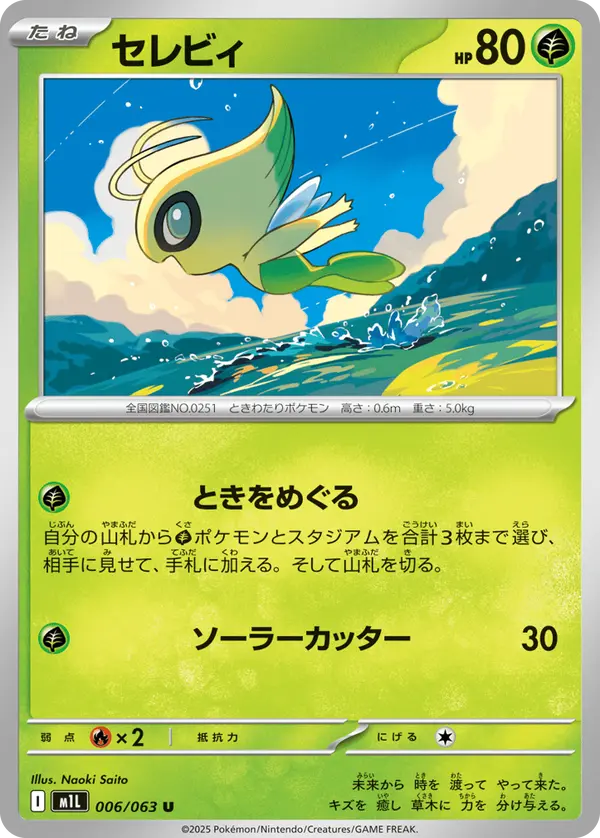 たね セレビィ HP80
全国図鑑NO.0251 ときわたりポケモン 高さ:0.6m 重さ:5.0kg
ときをめぐる
自分の山札からポケモンとスタジアムを合計3枚まで選び、
相手に見せて、手札に加える。そして山札を切る。
ソーラーカッター 30
弱点 ×2 抵抗力 にげる
Illus. Naoki Saito
I M1L 006/063 U
未来から 時を 渡って やって来た。
キズを 癒し 草木に 力を 分け与える。
©2025 Pokémon/Nintendo/Creatures/GAME FREAK.